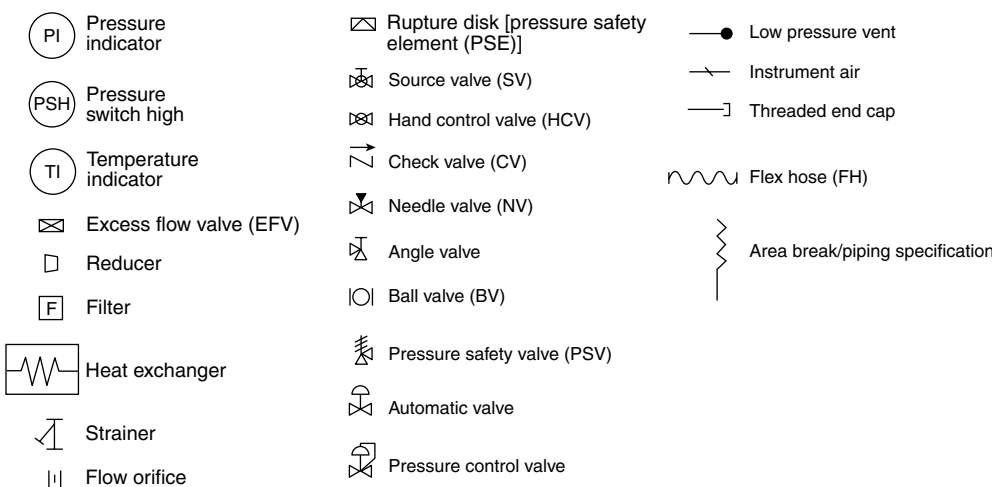 PI
Pressure
indicator
PSH
Pressure
switch high
TI
Temperature
indicator
Excess flow valve (EFV)
Reducer
F
Filter
Heat exchanger
Strainer
Flow orifice
Rupture disk [pressure safety
element (PSE)]
Source valve (SV)
Hand control valve (HCV)
Check valve (CV)
Needle valve (NV)
Angle valve
Ball valve (BV)
Pressure safety valve (PSV)
Automatic valve
Pressure control valve
Low pressure vent
Instrument air
Threaded end cap
Flex hose (FH)
Area break/piping specification